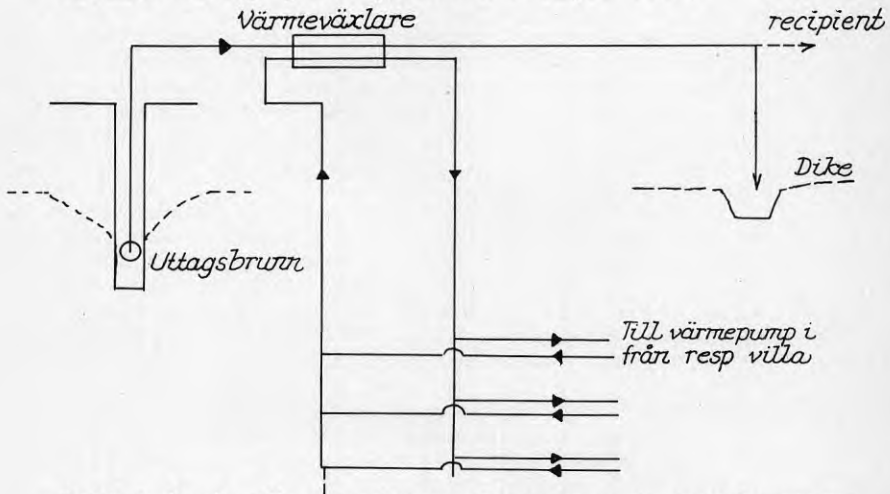 Värmeväxlare
recipient
Dike
Uttagsbrunn
Till värmepump i
från resp villa